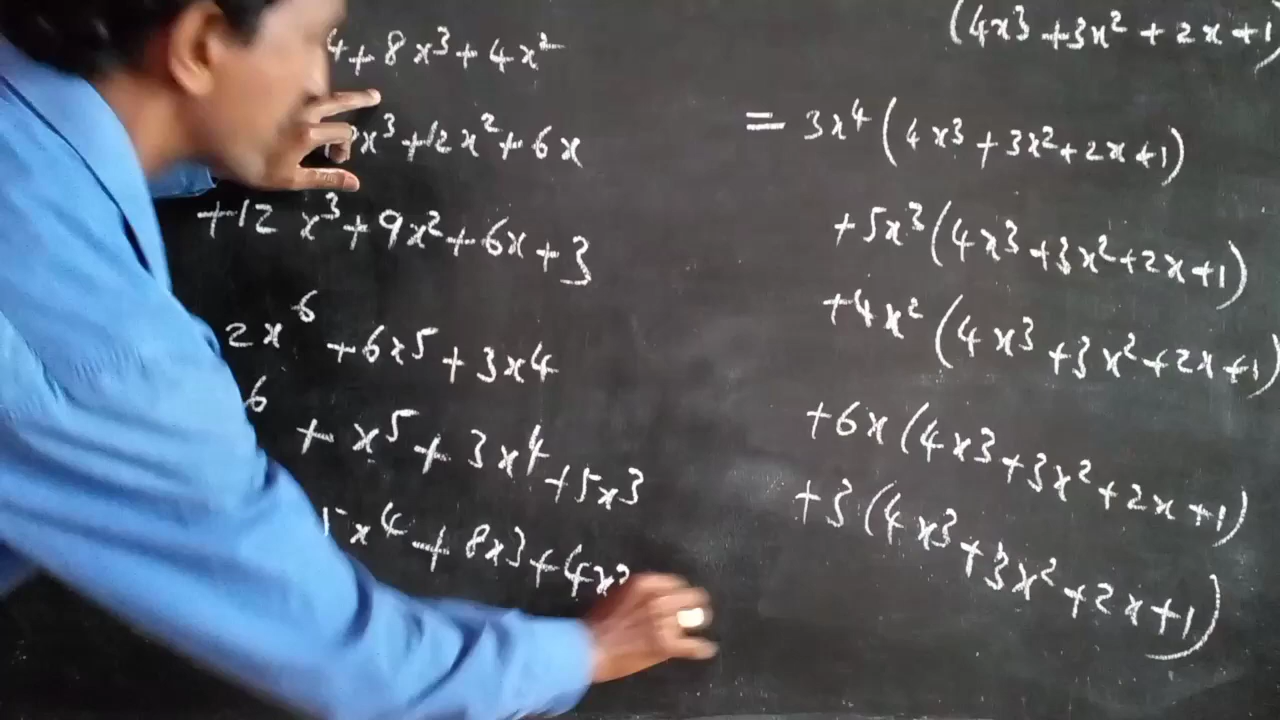 4 + 8x³ + 4x²
x³ + 12x² + 6x
+12 x³ + 9x² + 6x + 3
2x⁶ + 6x⁵ + 3x⁴
⁶ + x⁵ + 3x⁴ + 5x³
x⁴ + 8x³ + 4x²
(4x³ + 3x² + 2x + 1)
= 3x⁴ (4x³ + 3x² + 2x + 1)
+5x³ (4x³ + 3x² + 2x + 1)
+4x² (4x³ + 3x² + 2x + 1)
+6x (4x³ + 3x² + 2x + 1)
+3 (4x³ + 3x² + 2x + 1)